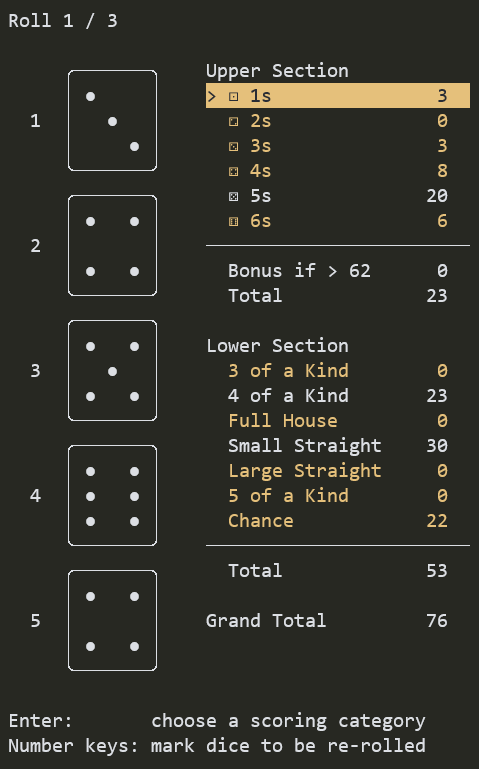 Roll 1 / 3
Upper Section
1
> ⚀ 1s 3
⚁ 2s 0
⚂ 3s 3
⚃ 4s 8
2
⚄ 5s 20
⚅ 6s 6
Bonus if > 62 0
Total 23
Lower Section
3
3 of a Kind 0
4 of a Kind 23
Full House 0
Small Straight 30
Large Straight 0
4
5 of a Kind 0
Chance 22
Total 53
5
Grand Total 76
Enter: choose a scoring category
Number keys: mark dice to be re-rolled